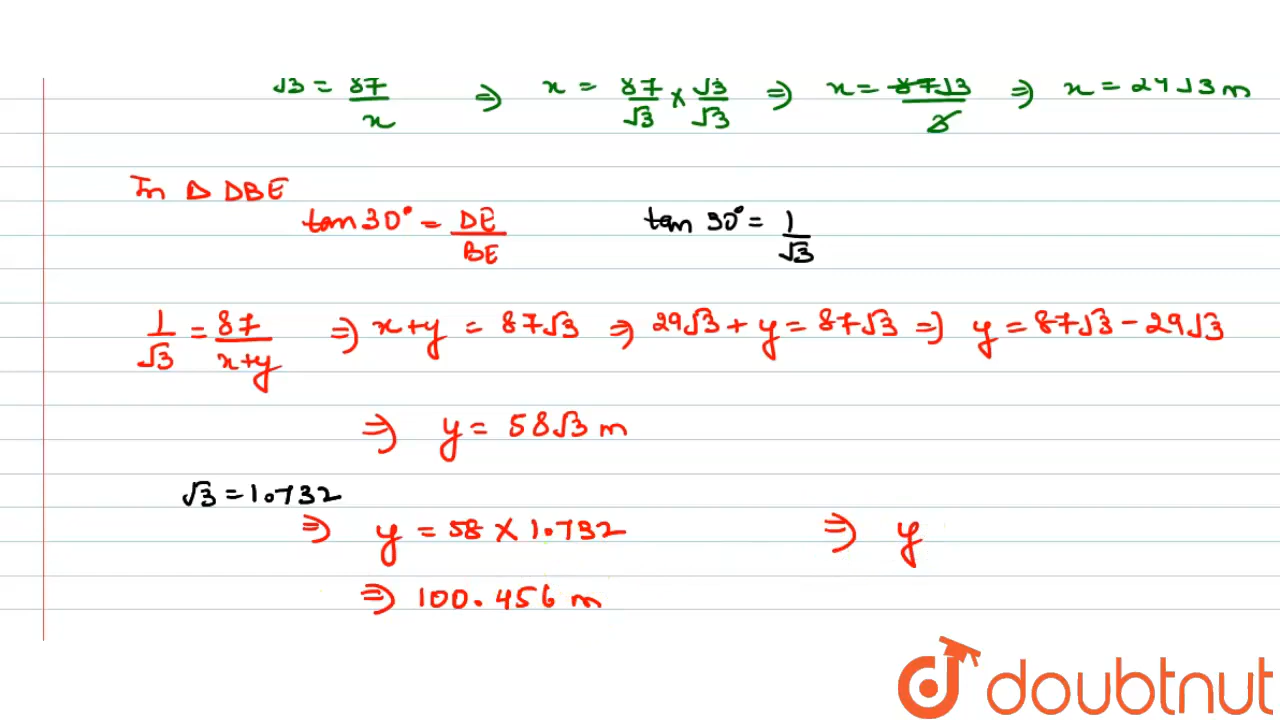 √3 = 87/x ⇒ x = 87/√3 × √3/√3 ⇒ x = 87√3/3 ⇒ x = 29√3 m
In Δ DBE
tan 30° = DE/BE tan 30° = 1/√3
1/√3 = 87/x+y ⇒ x+y = 87√3 ⇒ 29√3 + y = 87√3 ⇒ y = 87√3 − 29√3
⇒ y = 58√3 m
√3 = 1.732
⇒ y = 58 × 1.732 ⇒ y
⇒ 100.456 m
doubtnut